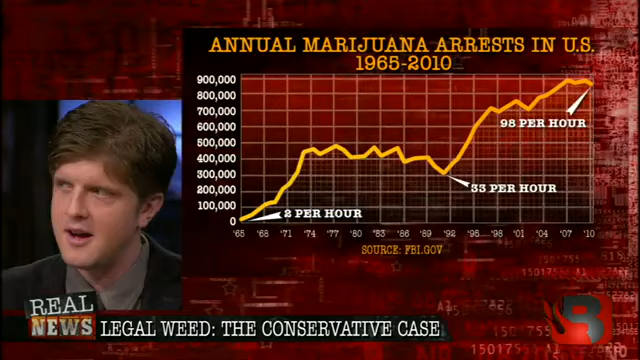 ANNUAL MARIJUANA ARRESTS IN U.S.
1965-2010
900,000
800,000
700,000
600,000
500,000
400,000
300,000
200,000
100,000
0
98 PER HOUR
33 PER HOUR
2 PER HOUR
'65 '68 '71 '74 '77 '80 '83 '86 '89 '92 '95 '98 '01 '04 '07 '10
SOURCE: FBI.GOV
REAL
NEWS
LEGAL WEED: THE CONSERVATIVE CASE
B